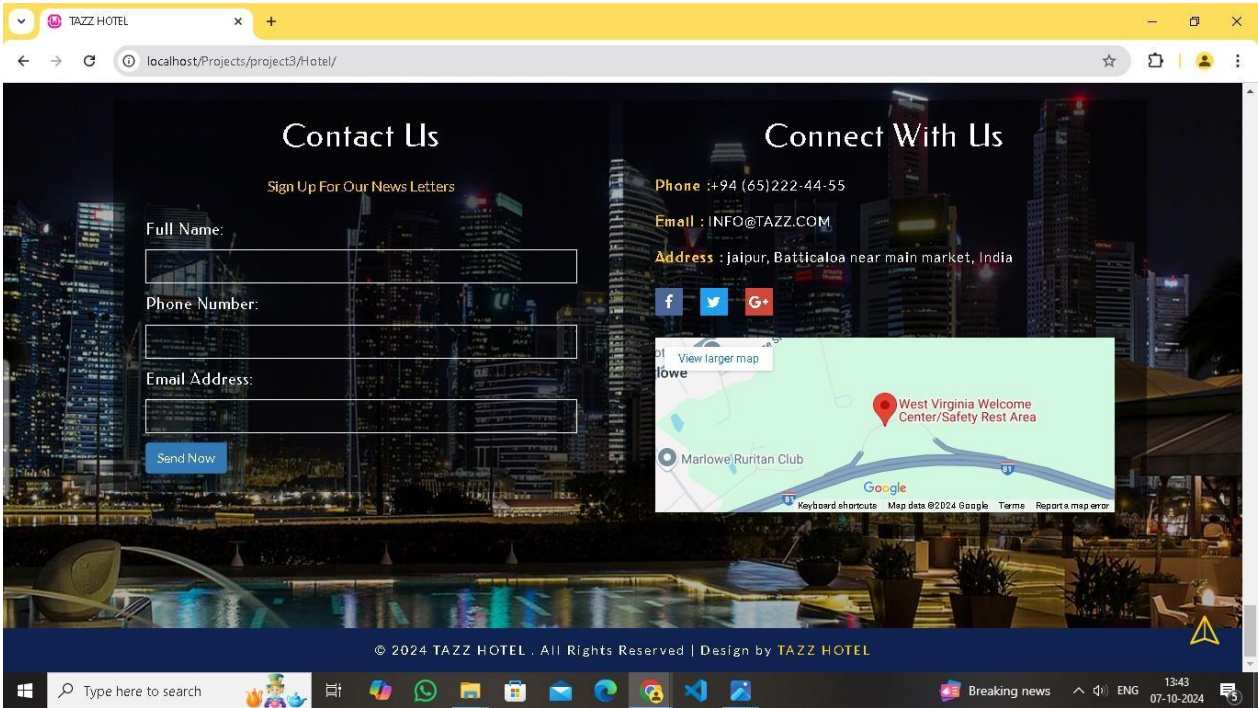 TAZZ HOTEL
localhost/Projects/project3/Hotel/
Contact Us
Sign Up For Our News Letters
Full Name:
Phone Number:
Email Address:
Send Now
Connect With Us
Phone :+94 (65)222-44-55
Email : INFO@TAZZ.COM
Address : jaipur, Batticaloa near main market, India
f
G+
View larger map
lowe
West Virginia Welcome
Center/Safety Rest Area
Marlowe Ruritan Club
81
Google
81
Keyboard shortcuts Map data ©2024 Google Terms Report a map error
© 2024 TAZZ HOTEL . All Rights Reserved | Design by TAZZ HOTEL
Type here to search
Breaking news
ENG
13:43
07-10-2024
5